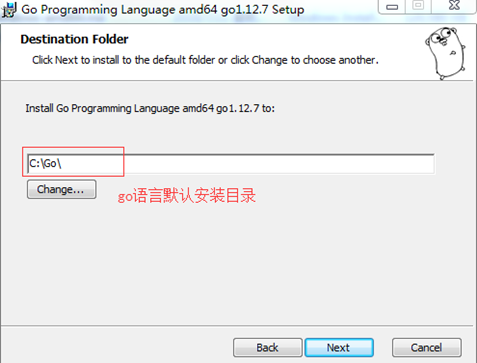 Go Programming Language amd64 go1.12.7 Setup
Destination Folder
Click Next to install to the default folder or click Change to choose another.
Install Go Programming Language amd64 go1.12.7 to:
C:\Go\
Change...
go语言默认安装目录
Back
Next
Cancel